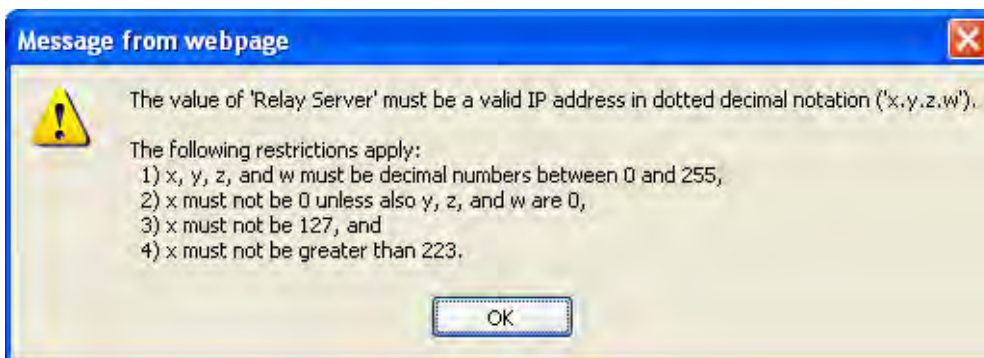 Message from webpage
The value of 'Relay Server' must be a valid IP address in dotted decimal notation ('x.y.z.w').
The following restrictions apply:
1) x, y, z, and w must be decimal numbers between 0 and 255,
2) x must not be 0 unless also y, z, and w are 0,
3) x must not be 127, and
4) x must not be greater than 223.
OK